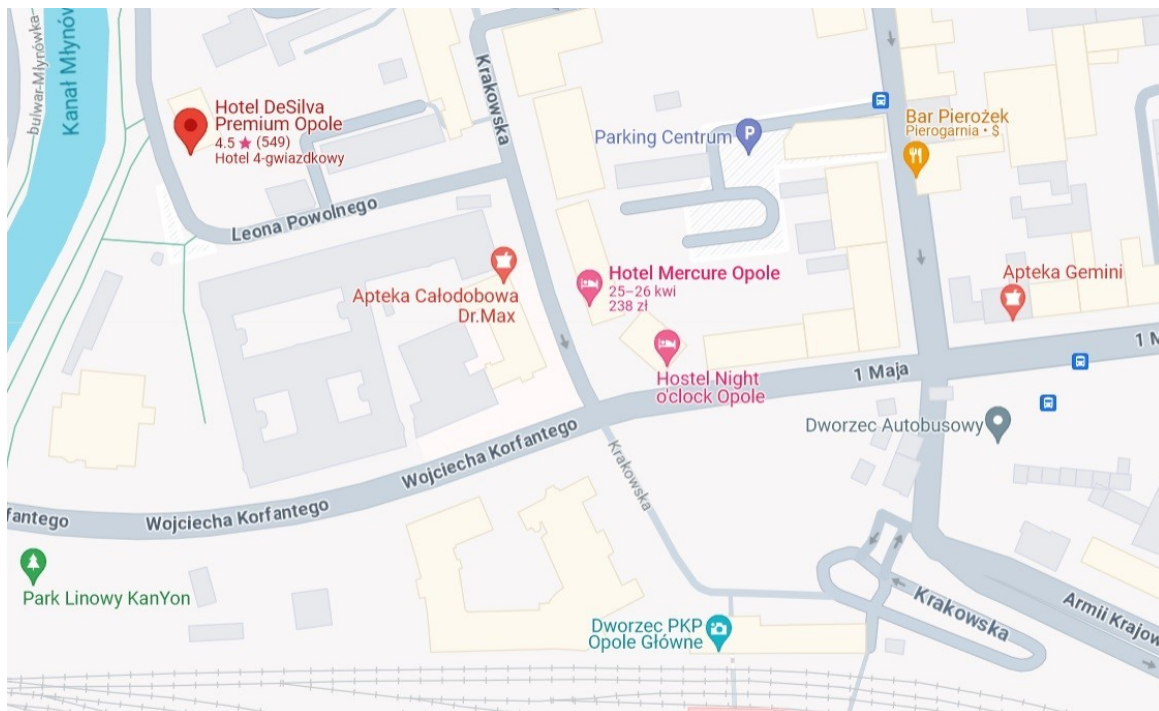 bulwar-Młynówka
Kanał Młynów
Krakowska
Hotel DeSilva
Premium Opole
4.5 ★ (549)
Hotel 4-gwiazdkowy
Parking Centrum
P
Bar Pierożek
Pierogarnia • $
Leona Powolnego
Apteka Całodobowa
Dr.Max
Hotel Mercure Opole
25–26 kwi
238 zł
Apteka Gemini
Hostel Night
o'clock Opole
1 Maja
1 M
Dworzec Autobusowy
Wojciecha Korfantego
Krakowska
fantego
Wojciecha Korfantego
Park Linowy KanYon
Dworzec PKP
Opole Główne
Krakowska
Armii Krajow